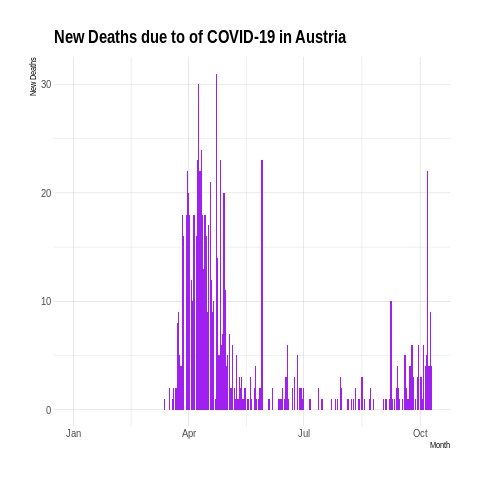 New Deaths due to of COVID-19 in Austria
New Deaths
30
20
10
0
Jan Apr Jul Oct
Month